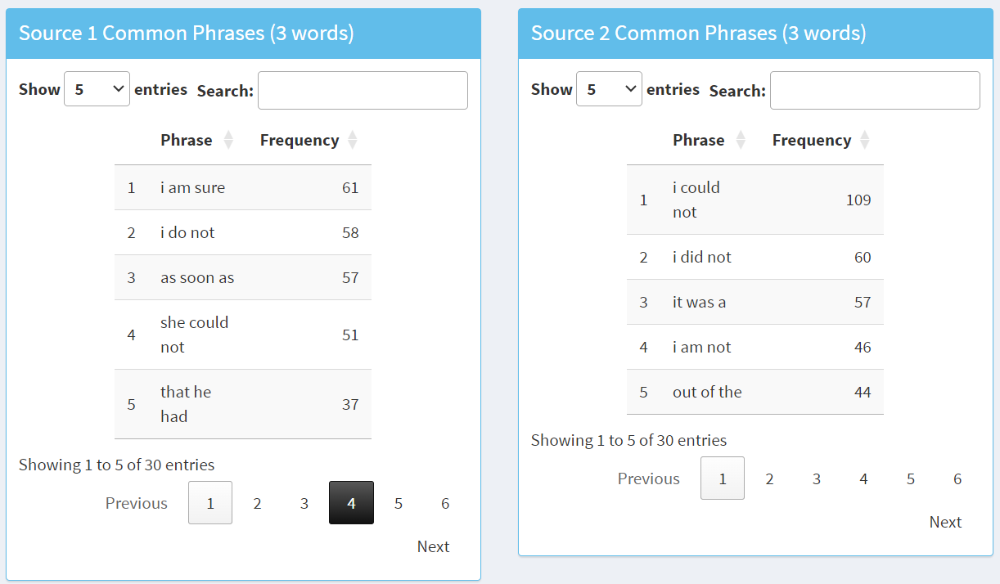 Source 1 Common Phrases (3 words)
Show 5 entries Search:
Phrase Frequency
1 i am sure 61
2 i do not 58
3 as soon as 57
4 she could not 51
5 that he had 37
Showing 1 to 5 of 30 entries
Previous 1 2 3 4 5 6
Next
Source 2 Common Phrases (3 words)
Show 5 entries Search:
Phrase Frequency
1 i could not 109
2 i did not 60
3 it was a 57
4 i am not 46
5 out of the 44
Showing 1 to 5 of 30 entries
Previous 1 2 3 4 5 6
Next